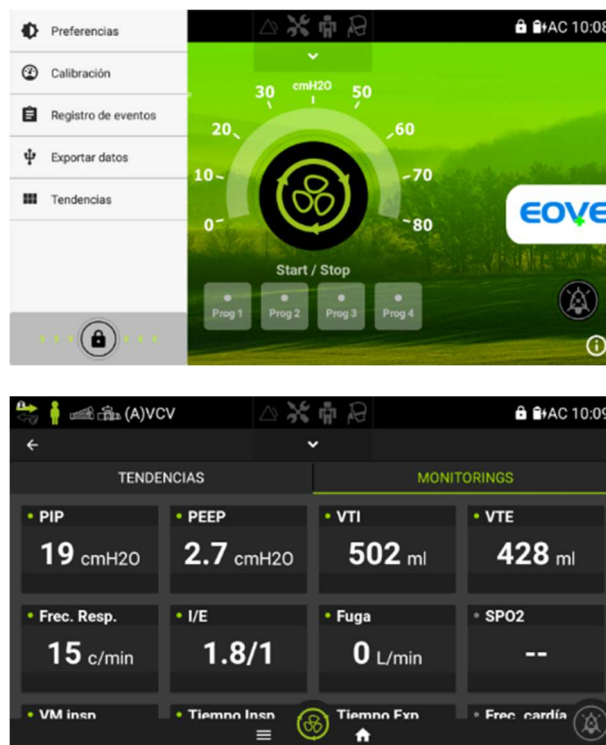 Preferencias
Calibración
Registro de eventos
Exportar datos
Tendencias
AC 10:08
cmH20
30 50
20 60
10 70
0 80
Start / Stop
Prog 1 Prog 2 Prog 3 Prog 4
EOVE
(A)VCV AC 10:09
TENDENCIAS MONITORINGS
PIP PEEP VTI VTE
19 cmH2O 2.7 cmH2O 502 ml 428 ml
Frec. Resp. I/E Fuga SPO2
15 c/min 1.8/1 0 L/min --
VM insp Tiempo Insp Tiempo Exp Frec. cardía